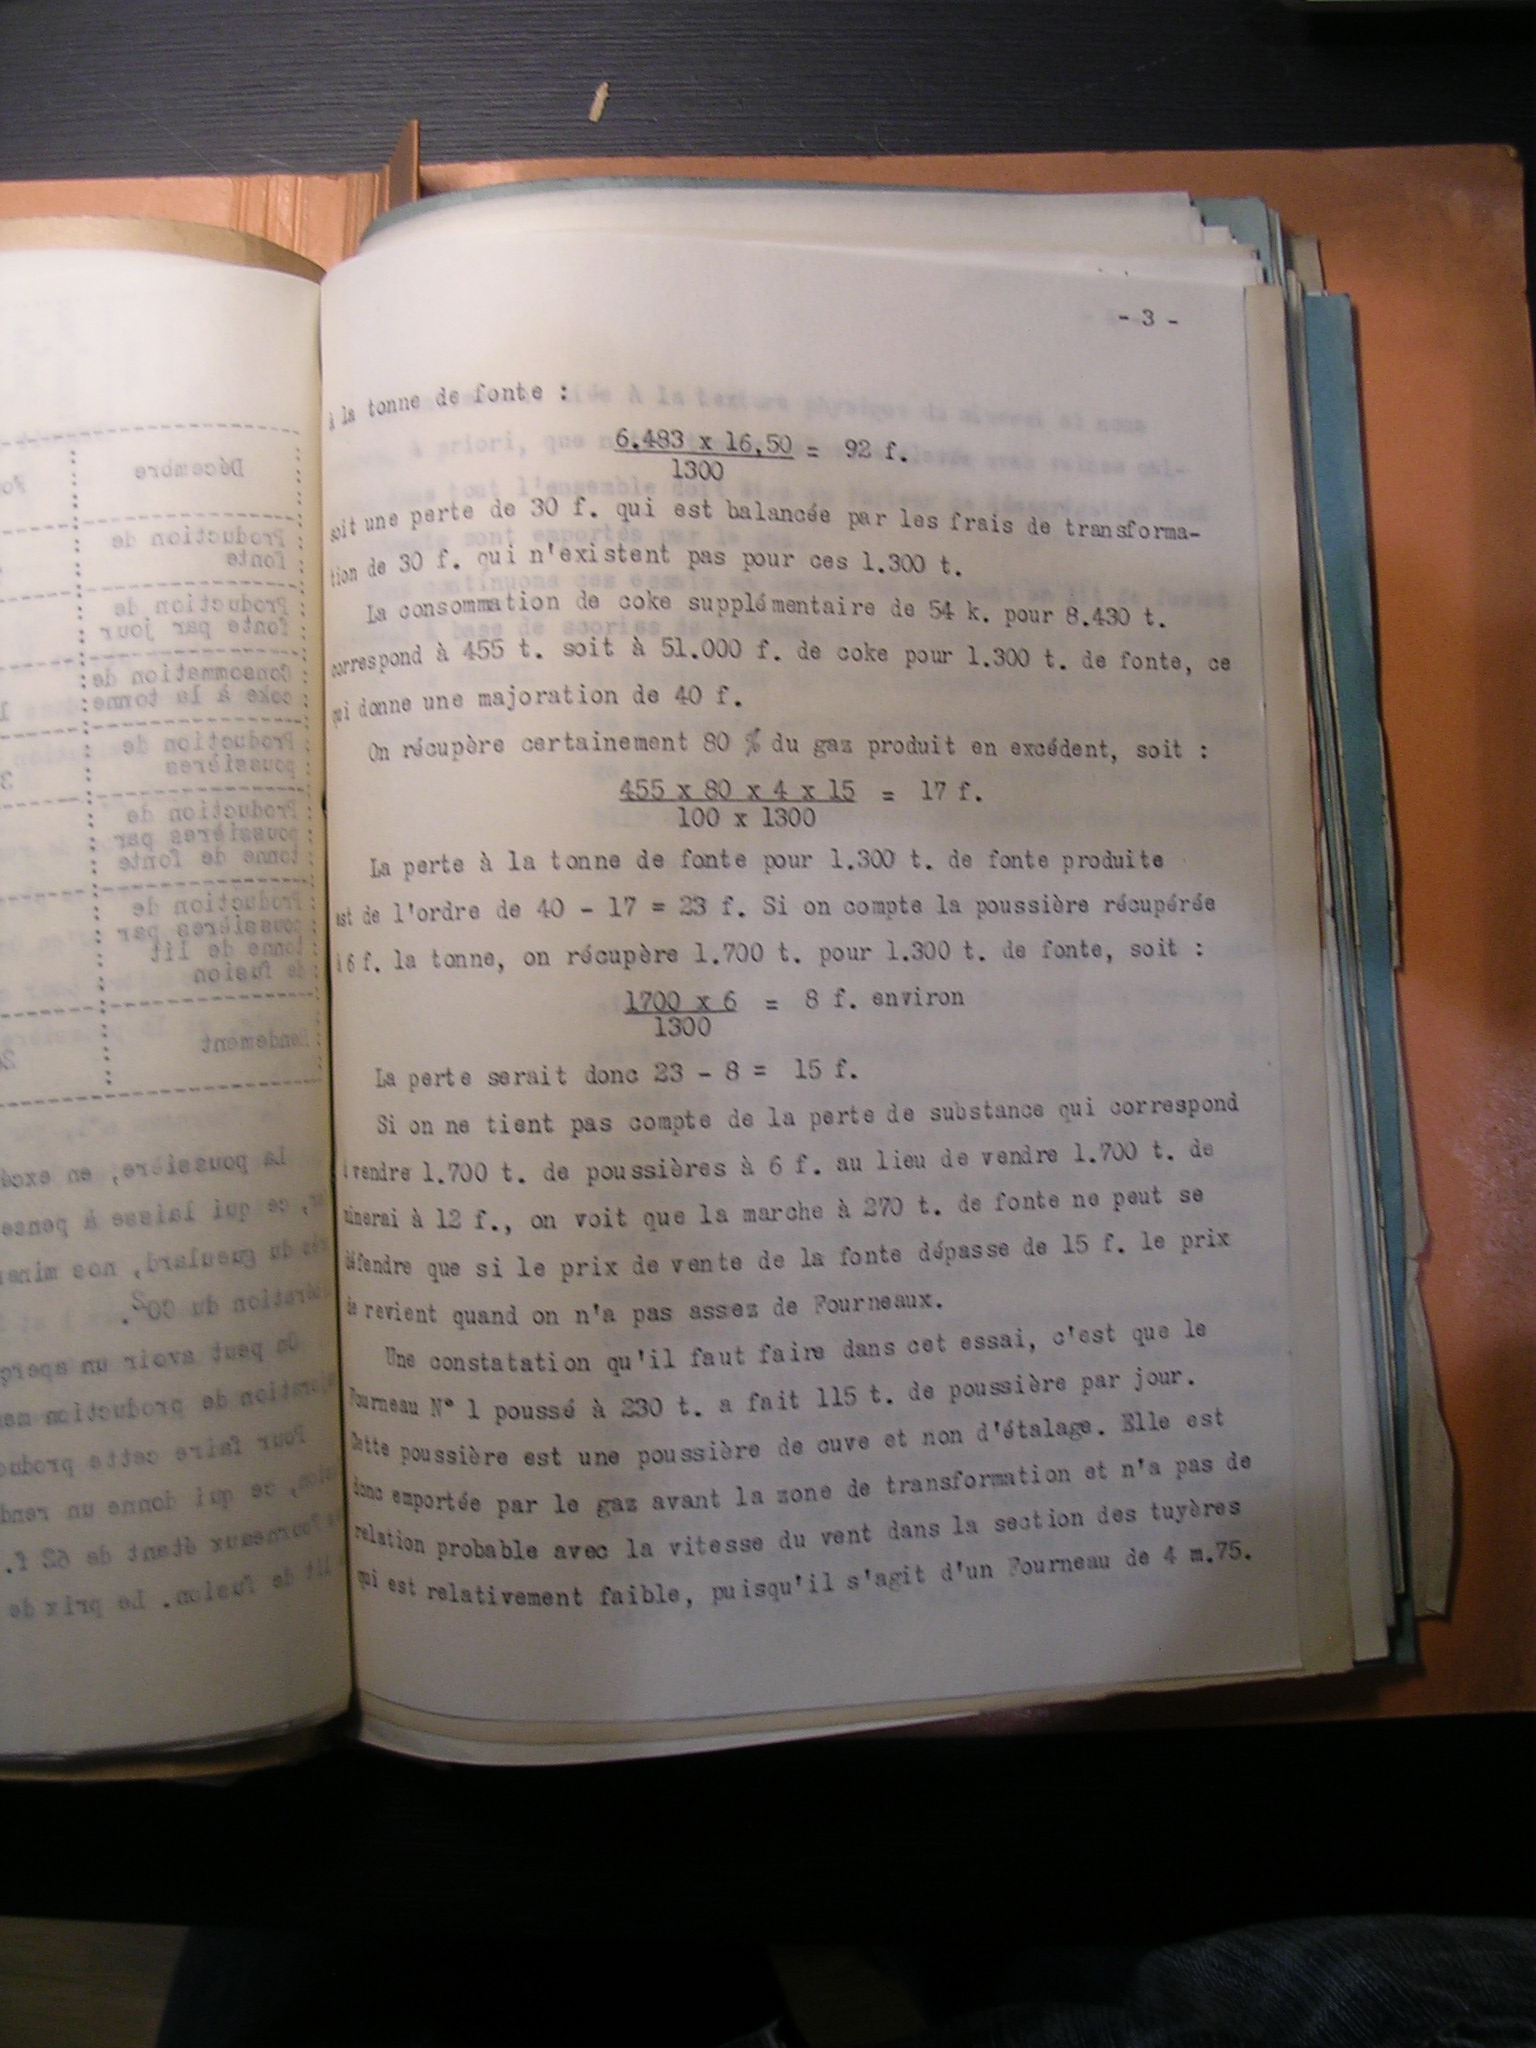 - 3 -
à la tonne de fonte :
6.483 x 16,50 = 92 f.
1300
soit une perte de 30 f. qui est balancée par les frais de transforma-
tion de 30 f. qui n'existent pas pour ces 1.300 t.
La consommation de coke supplémentaire de 54 k. pour 8.430 t.
correspond à 455 t. soit à 51.000 f. de coke pour 1.300 t. de fonte, ce
qui donne une majoration de 40 f.
On récupère certainement 80 % du gaz produit en excédent, soit :
455 x 80 x 4 x 15 = 17 f.
100 x 1300
La perte à la tonne de fonte pour 1.300 t. de fonte produite
est de l'ordre de 40 - 17 = 23 f. Si on compte la poussière récupérée
à 6 f. la tonne, on récupère 1.700 t. pour 1.300 t. de fonte, soit :
1700 x 6 = 8 f. environ
1300
La perte serait donc 23 - 8 = 15 f.
Si on ne tient pas compte de la perte de substance qui correspond
à vendre 1.700 t. de poussières à 6 f. au lieu de vendre 1.700 t. de
minerai à 12 f., on voit que la marche à 270 t. de fonte ne peut se
défendre que si le prix de vente de la fonte dépasse de 15 f. le prix
de revient quand on n'a pas assez de Fourneaux.
Une constatation qu'il faut faire dans cet essai, c'est que le
Fourneau N° 1 poussé à 230 t. a fait 115 t. de poussière par jour.
Cette poussière est une poussière de cuve et non d'étalage. Elle est
donc emportée par le gaz avant la zone de transformation et n'a pas de
relation probable avec la vitesse du vent dans la section des tuyères
qui est relativement faible, puisqu'il s'agit d'un Fourneau de 4 m.75.